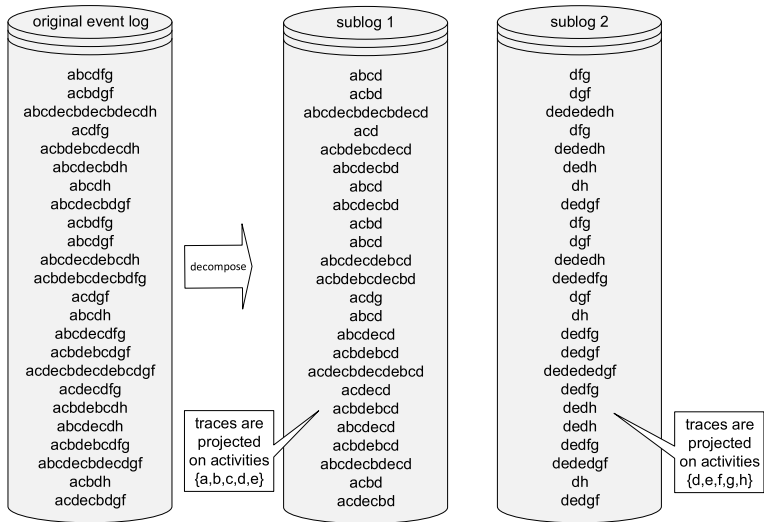 original event log
abcdfg
acbdgf
abcdecbdecbdecdh
acdfg
acbdebcdecdh
abcdecbdh
abcdh
abcdecbdgf
acbdfg
abcdgf
abcdecdebcdh
acbdebcdecbdfg
acdgf
abcdh
abcdecdfg
acbdebcdgf
acdecbdecdebcdgf
acdecdfg
acbdebcdh
abcdecdh
acbdebcdfg
abcdecbdecdgf
acbdh
acdecbdgf
decompose
sublog 1
abcd
acbd
abcdecbdecbdecd
acd
acbdebcdecd
abcdecbd
abcd
abcdecbd
acbd
abcd
abcdecdebcd
acbdebcdecbd
acdg
abcd
abcdecd
acbdebcd
acdecbdecdebcd
acdecd
acbdebcd
abcdecd
acbdebcd
abcdecbdecd
acbd
acdecbd
traces are
projected
on activities
{a,b,c,d,e}
sublog 2
dfg
dgf
dedededh
dfg
dededh
dedh
dh
dedgf
dfg
dgf
dededh
dededfg
dgf
dh
dedfg
dedgf
dedededgf
dedfg
dedh
dedh
dedfg
dededgf
dh
dedgf
traces are
projected
on activities
{d,e,f,g,h}